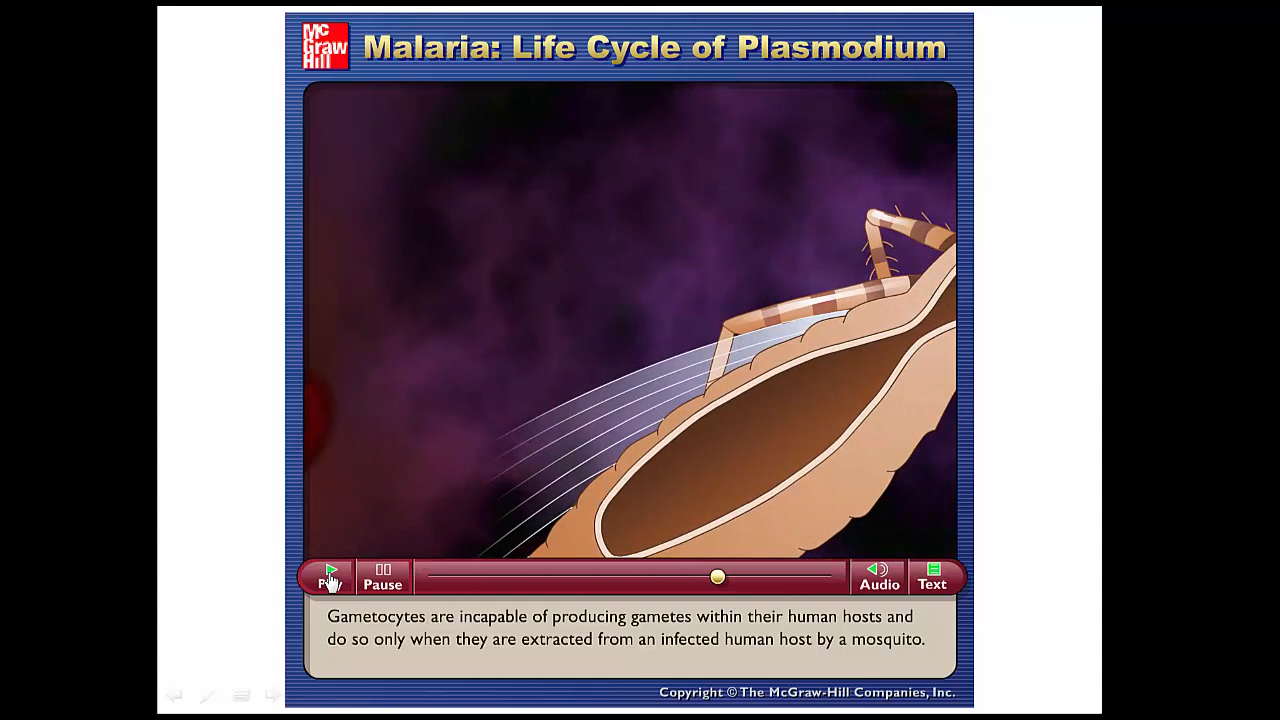 Mc
Graw
Hill
Malaria: Life Cycle of Plasmodium
Play
Pause
Audio
Text
Gametocytes are incapable of producing gametes within their human hosts and
do so only when they are extracted from an infected human host by a mosquito.
Copyright © The McGraw-Hill Companies, Inc.